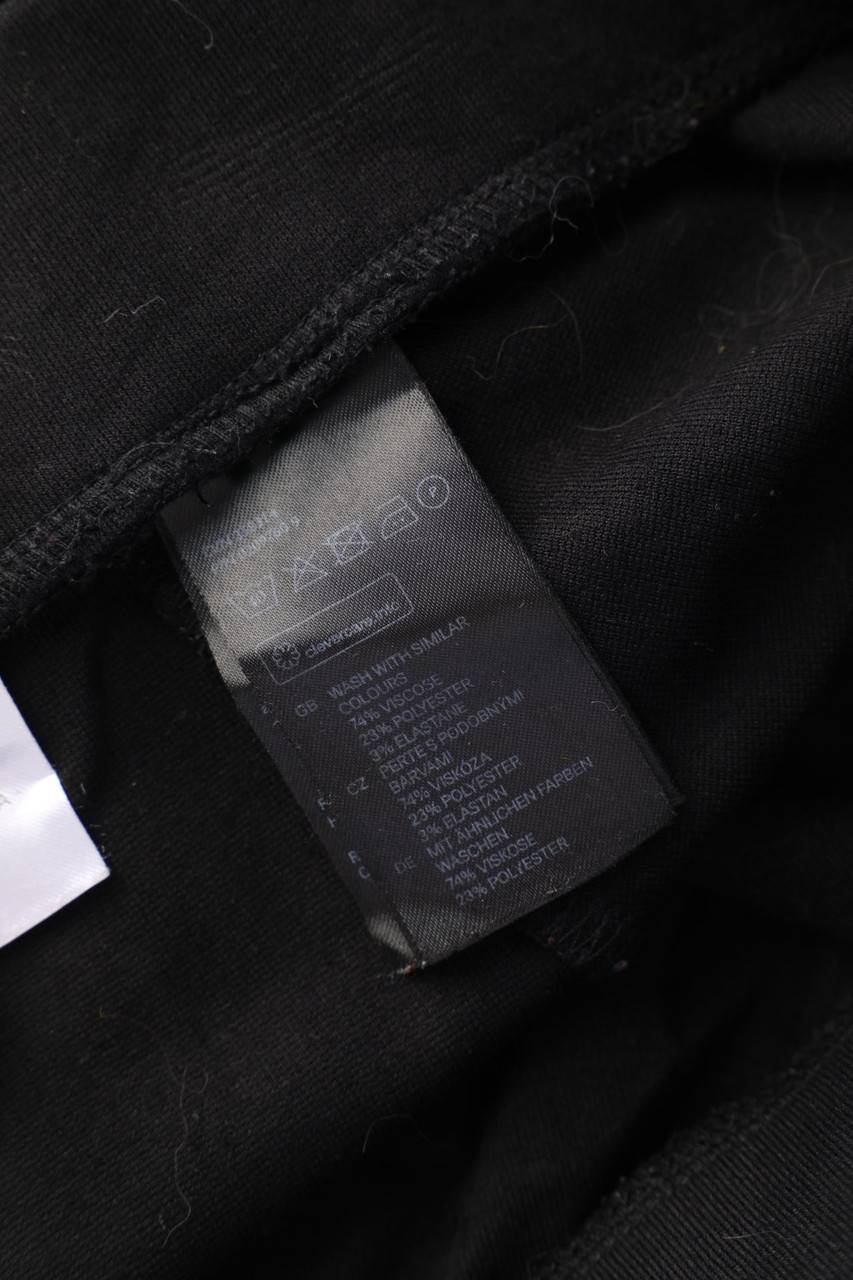 clevercare.info
GB WASH WITH SIMILAR
COLOURS
74% VISCOSE
23% POLYESTER
3% ELASTANE
CZ PERTE S PODOBNÝMI
BARVAMI
74% VISKÓZA
23% POLYESTER
3% ELASTAN
DE MIT ÄHNLICHEN FARBEN
WASCHEN
74% VISKOSE
23% POLYESTER